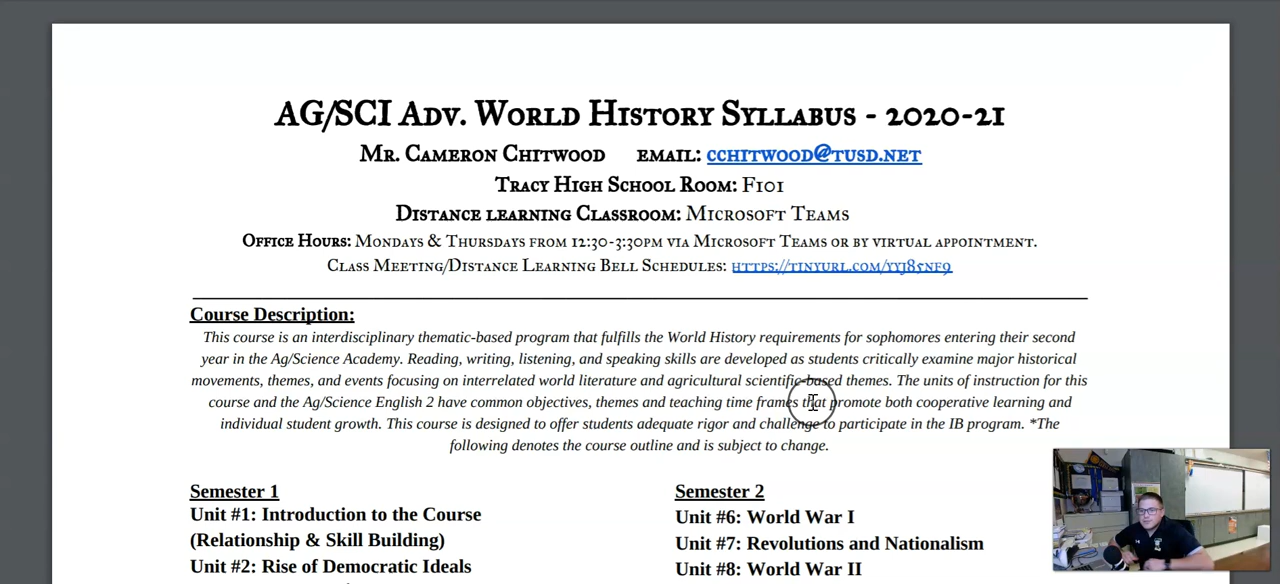 AG/SCI Adv. World History Syllabus - 2020-21
Mr. Cameron Chitwood email: cchitwood@tusd.net
Tracy High School Room: F101
Distance learning Classroom: Microsoft Teams
Office Hours: Mondays & Thursdays from 12:30-3:30pm via Microsoft Teams or by virtual appointment.
Class Meeting/Distance Learning Bell Schedules: https://tinyurl.com/yyj85nf9
Course Description:
This course is an interdisciplinary thematic-based program that fulfills the World History requirements for sophomores entering their second
year in the Ag/Science Academy. Reading, writing, listening, and speaking skills are developed as students critically examine major historical
movements, themes, and events focusing on interrelated world literature and agricultural scientific-based themes. The units of instruction for this
course and the Ag/Science English 2 have common objectives, themes and teaching time frames that promote both cooperative learning and
individual student growth. This course is designed to offer students adequate rigor and challenge to participate in the IB program. *The
following denotes the course outline and is subject to change.
Semester 1
Unit #1: Introduction to the Course
(Relationship & Skill Building)
Unit #2: Rise of Democratic Ideals
Semester 2
Unit #6: World War I
Unit #7: Revolutions and Nationalism
Unit #8: World War II